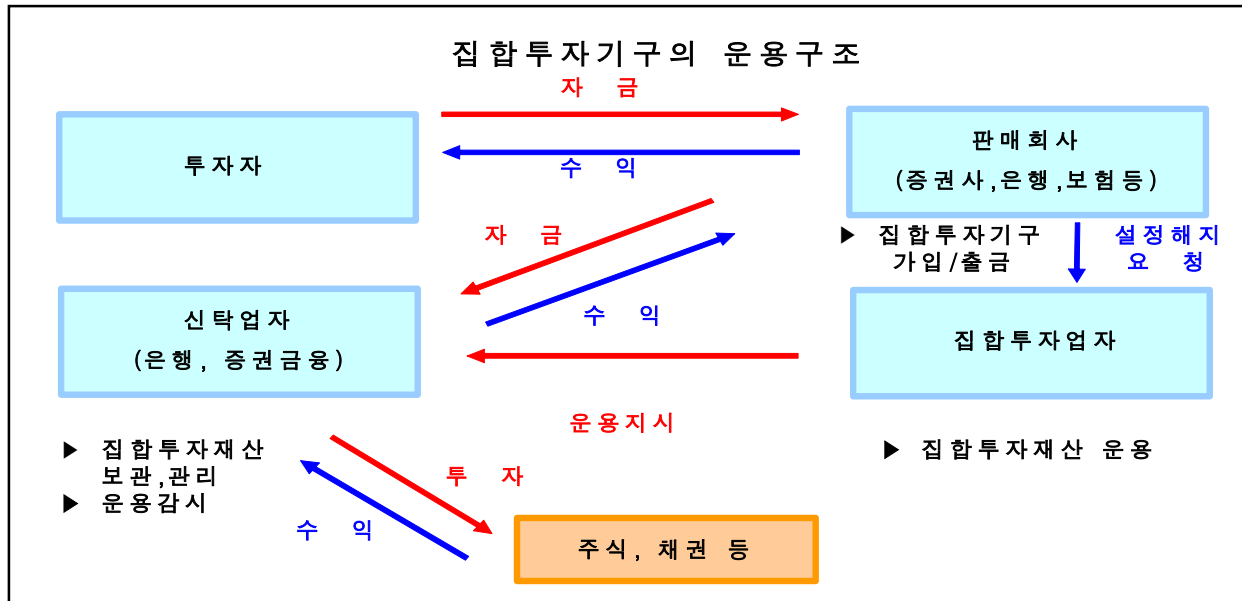 집합투자기구의 운용구조
자 금
투자자
수 익
판매회사
(증권사,은행,보험등)
자 금
▶ 집합투자기구
가입/출금
설정해지
요 청
신탁업자
(은행, 증권금융)
수 익
집합투자업자
운용지시
▶ 집합투자재산
보관,관리
▶ 운용감시
▶ 집합투자재산 운용
투 자
수 익
주식, 채권 등